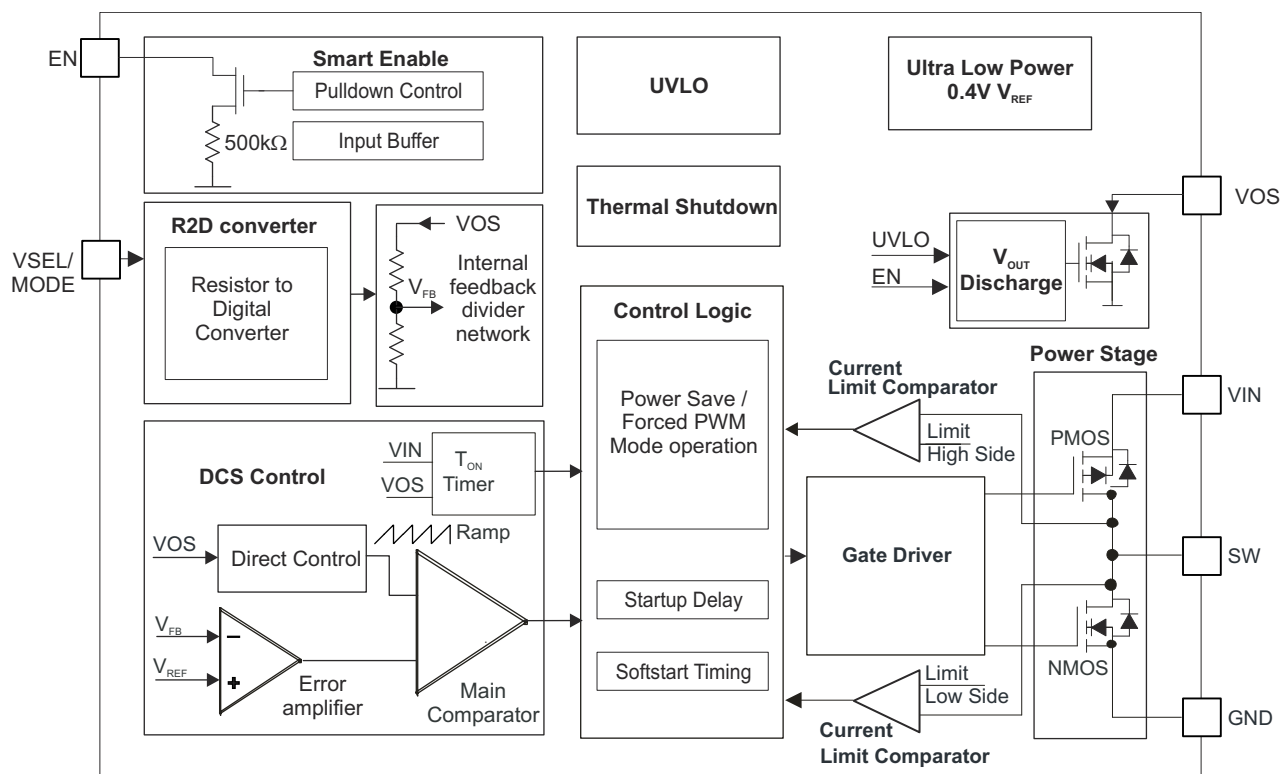 EN
Smart Enable
Pulldown Control
500kΩ
Input Buffer
UVLO
Ultra Low Power
0.4V VREF
Thermal Shutdown
VOS
UVLO
EN
VOUT
Discharge
VSEL/
MODE
R2D converter
Resistor to
Digital
Converter
VOS
VFB
Internal
feedback
divider
network
Control Logic
Power Save /
Forced PWM
Mode operation
Startup Delay
Softstart Timing
Current
Limit Comparator
Limit
High Side
Power Stage
PMOS
VIN
SW
NMOS
GND
Gate Driver
Limit
Low Side
Current
Limit Comparator
DCS Control
VIN
VOS
TON
Timer
Ramp
VOS
Direct Control
VFB
–
VREF
+
Error
amplifier
Main
Comparator